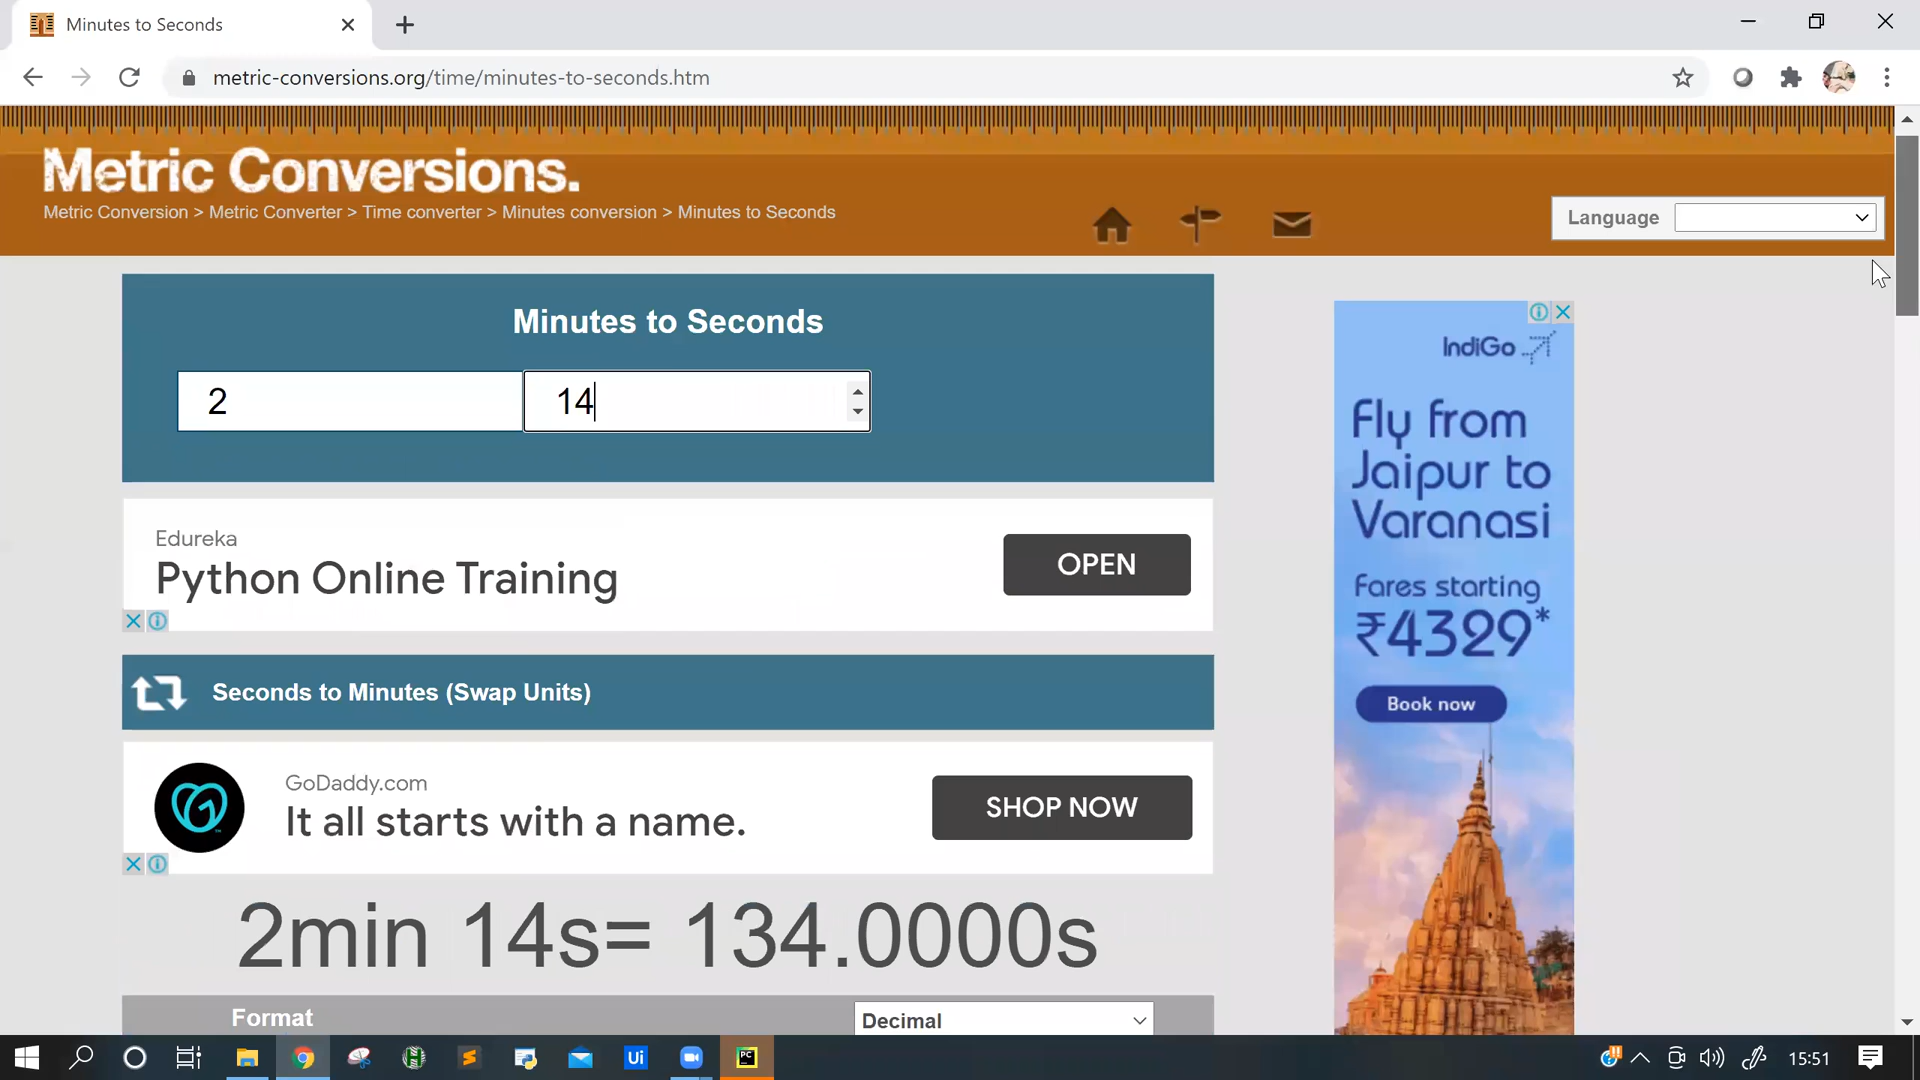 Minutes to Seconds
metric-conversions.org/time/minutes-to-seconds.htm
Metric Conversions.
Metric Conversion > Metric Converter > Time converter > Minutes conversion > Minutes to Seconds
Language
Minutes to Seconds
2
14
IndiGo
Fly from
Jaipur to
Varanasi
Fares starting
₹4329*
Book now
Edureka
Python Online Training
OPEN
Seconds to Minutes (Swap Units)
GoDaddy.com
It all starts with a name.
SHOP NOW
2min 14s= 134.0000s
Format
Decimal
Ui
PC
15:51